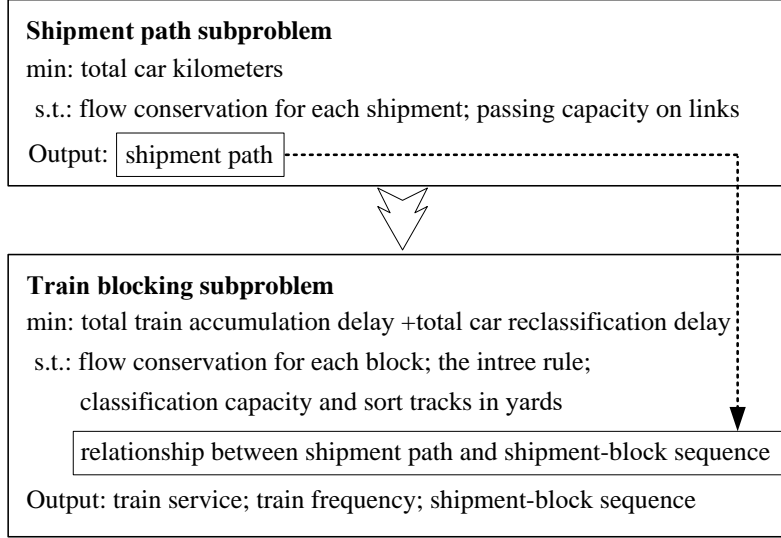 Shipment path subproblem
min: total car kilometers
s.t.: flow conservation for each shipment; passing capacity on links
Output: shipment path
Train blocking subproblem
min: total train accumulation delay +total car reclassification delay
s.t.: flow conservation for each block; the intree rule;
classification capacity and sort tracks in yards
relationship between shipment path and shipment-block sequence
Output: train service; train frequency; shipment-block sequence